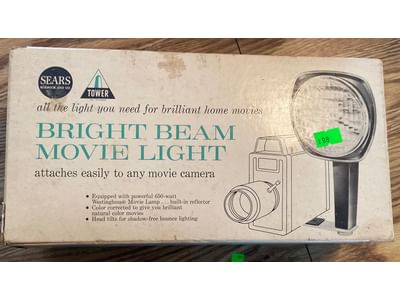 SEARS
ROEBUCK AND CO
TOWER
all the light you need for brilliant home movies
BRIGHT BEAM
MOVIE LIGHT
attaches easily to any movie camera
• Equipped with powerful 650-watt
Westinghouse Movie Lamp . . . built-in reflector
• Color corrected to give you brilliant
natural color movies
• Head tilts for shadow-free bounce lighting
1.98